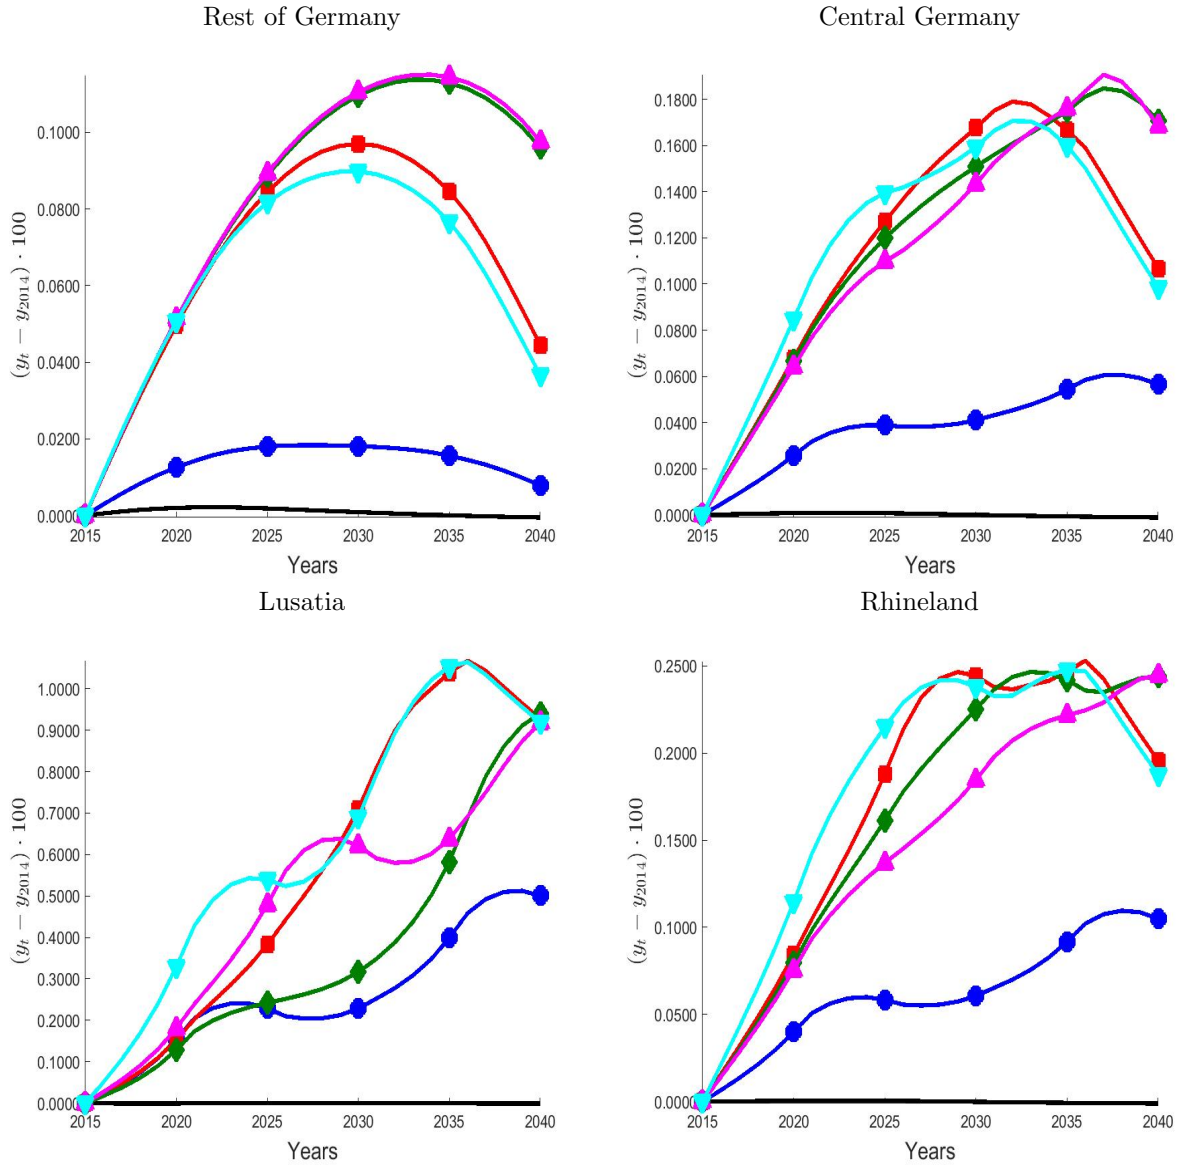 Rest of Germany
Central Germany
(y_t − y_2014) · 100
0.1000
0.0800
0.0600
0.0400
0.0200
0.0000
2015 2020 2025 2030 2035 2040
Years
(y_t − y_2014) · 100
0.1800
0.1600
0.1400
0.1200
0.1000
0.0800
0.0600
0.0400
0.0200
0.0000
2015 2020 2025 2030 2035 2040
Years
Lusatia
Rhineland
(y_t − y_2014) · 100
1.0000
0.9000
0.8000
0.7000
0.6000
0.5000
0.4000
0.3000
0.2000
0.1000
0.0000
2015 2020 2025 2030 2035 2040
Years
(y_t − y_2014) · 100
0.2500
0.2000
0.1500
0.1000
0.0500
0.0000
2015 2020 2025 2030 2035 2040
Years